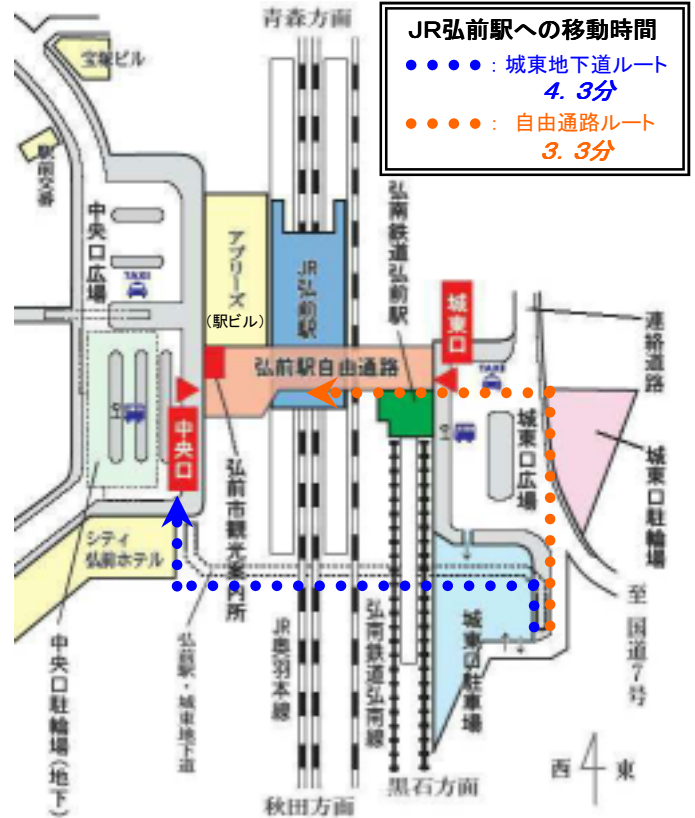 青森方面
JR弘前駅への移動時間
：城東地下道ルート
4．3分
：自由通路ルート
3．3分
宝塚ビル
駅前交番
中央口広場
TAXI
アプリーズ
(駅ビル)
JR弘前駅
弘南鉄道弘前駅
城東口
TAXI
連絡道路
弘前駅自由通路
中央口
弘前市観光案内所
城東口広場
城東口駐輪場
シティ
弘前ホテル
中央口駐輪場(地下)
弘前駅・城東地下道
JR奥羽本線
弘南鉄道弘南線
城東口駐車場
至 国道7号
黒石方面
秋田方面
西
東